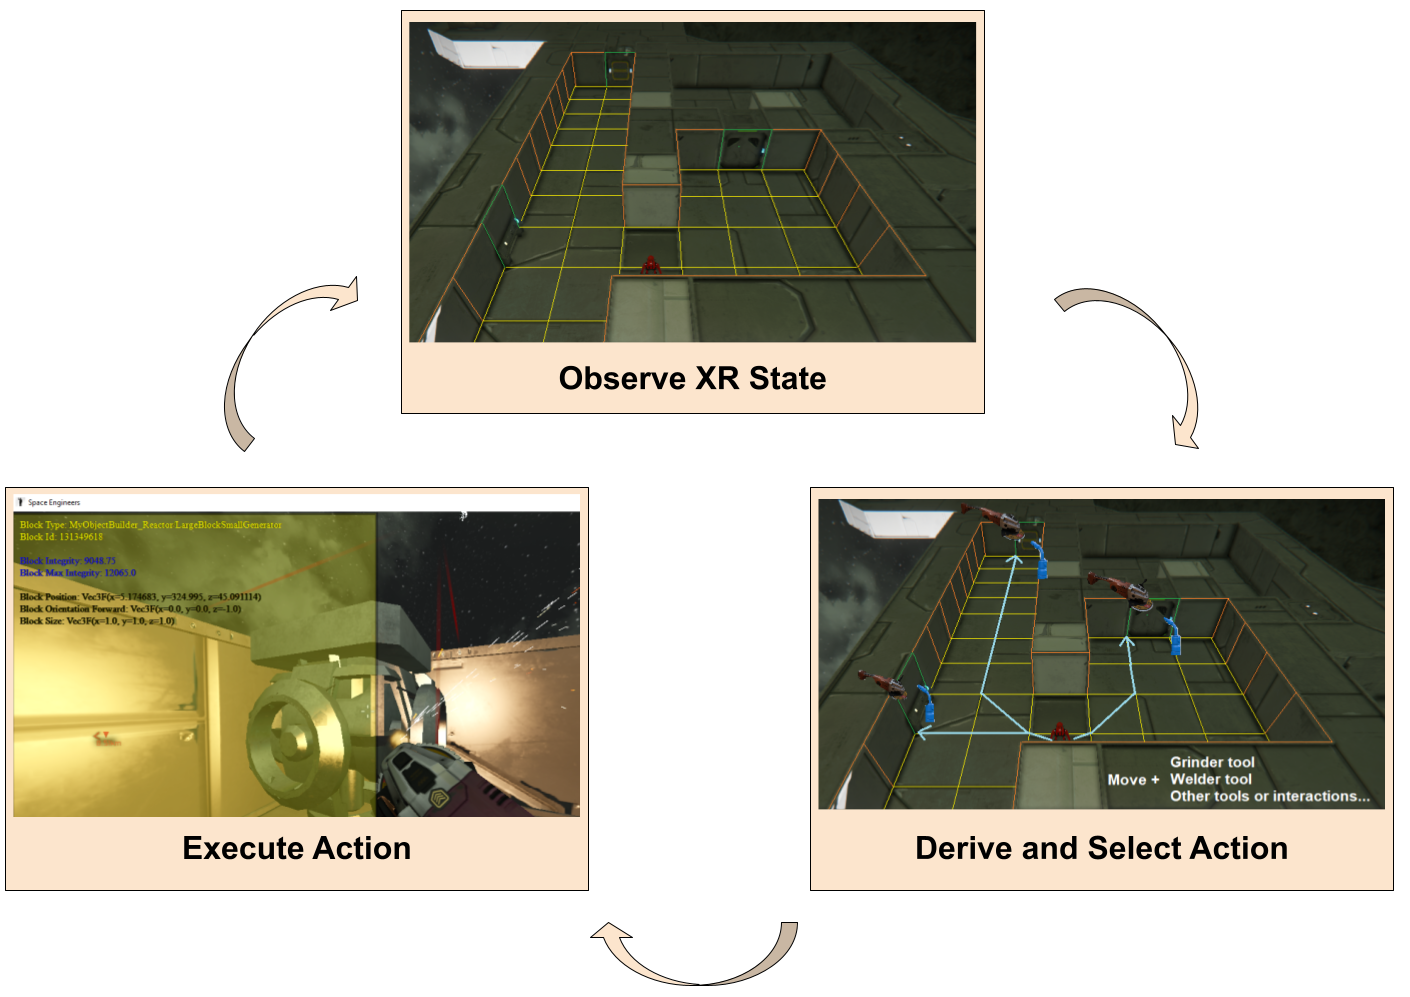 Observe XR State
Space Engineers
Block Type: MyObjectBuilder_Reactor LargeBlockSmallGenerator
Block Id: 131349618
Block Integrity: 9048.75
Block Max Integrity: 12065.0
Block Position: Vec3F(x=5.174683, y=324.995, z=45.091114)
Block Orientation Forward: Vec3F(x=0.0, y=0.0, z=-1.0)
Block Size: Vec3F(x=1.0, y=1.0, z=1.0)
Execute Action
Grinder tool
Move + Welder tool
Other tools or interactions...
Derive and Select Action